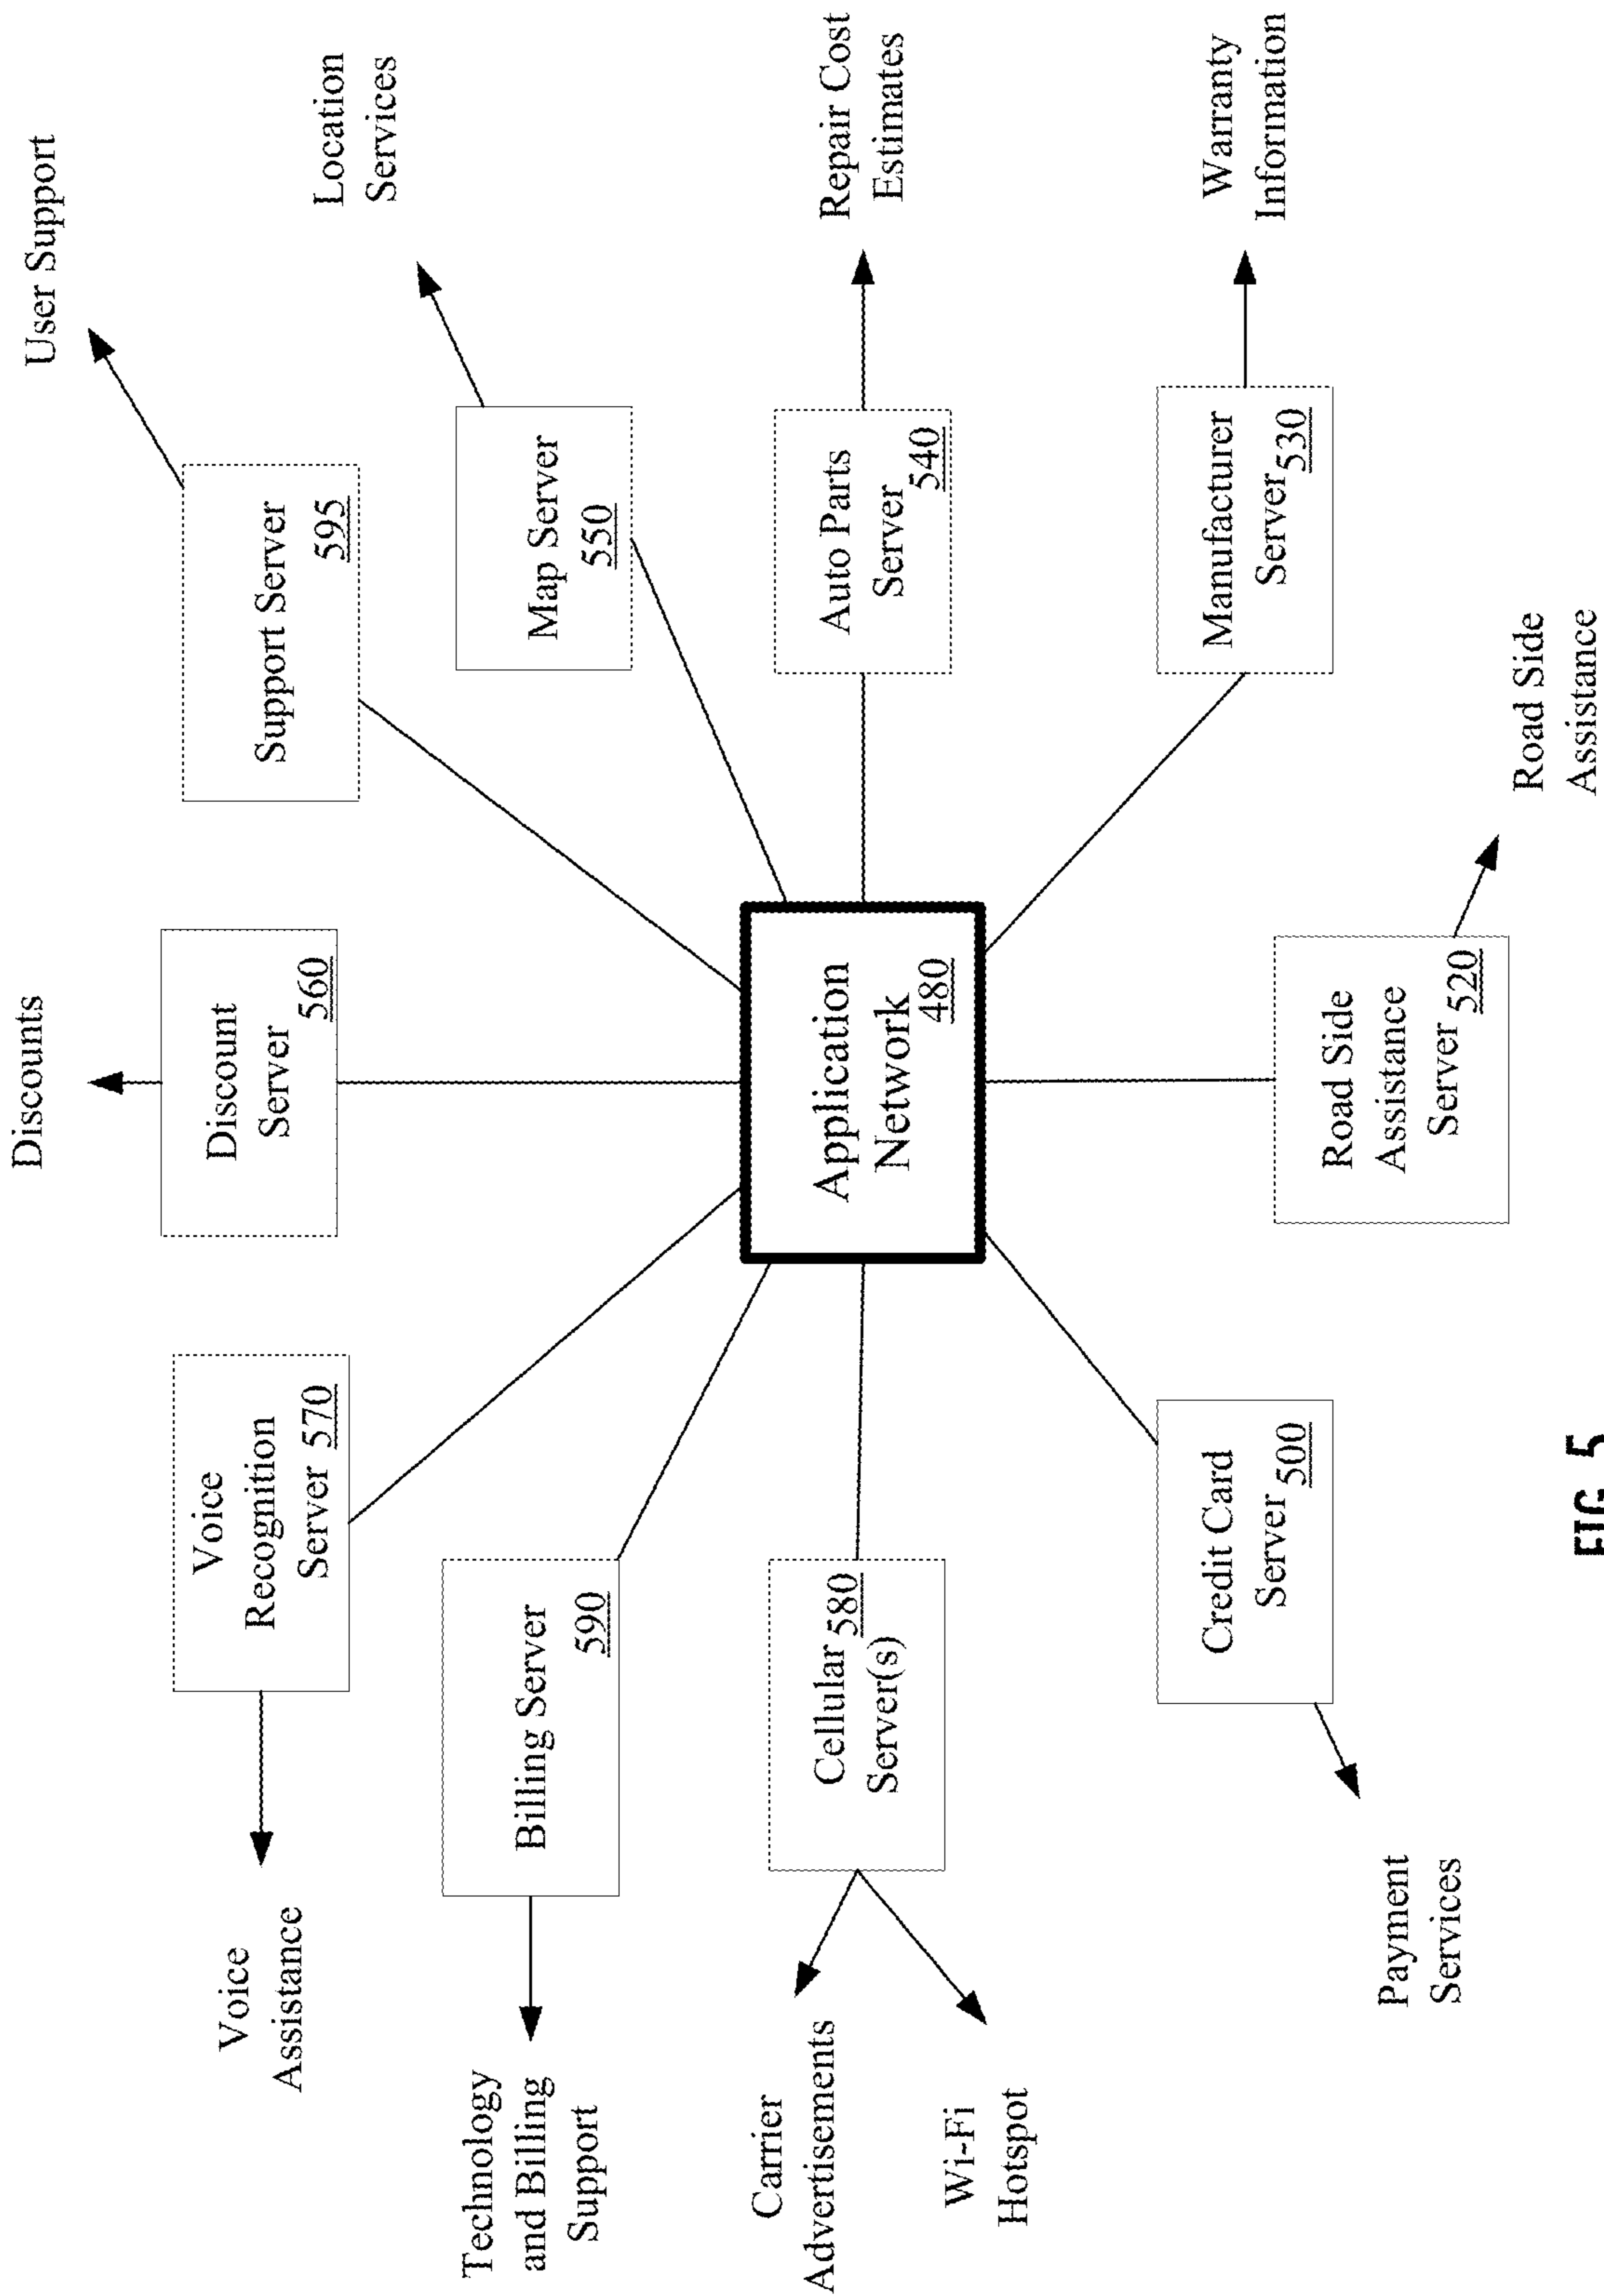 Discounts
User Support
Location
Services
Repair Cost
Estimates
Warranty
Information
Road Side
Assistance
Voice
Assistance
Technology
and Billing
Support
Carrier
Advertisements
Wi-Fi
Hotspot
Payment
Services
Voice
Recognition
Server 570
Discount
Server
560
Support Server
595
Billing Server
590
Map Server
550
Cellular 580
Server(s)
Application
Network
480
Auto Parts
Server
540
Credit Card
Server 500
Road Side
Assistance
Server 520
Manufacturer
Server 530
FIG. 5